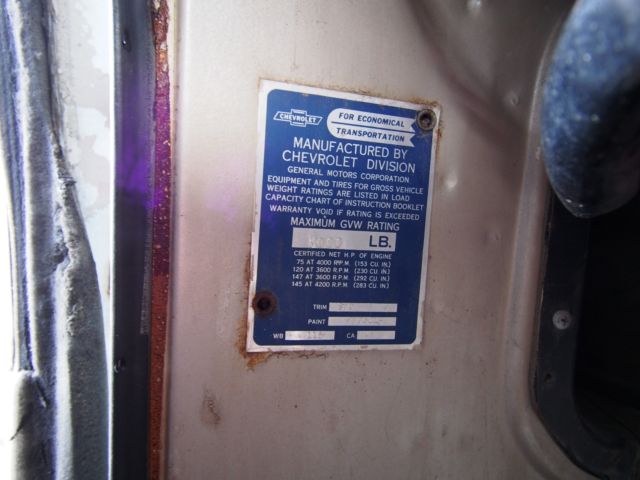 CHEVROLET
FOR ECONOMICAL
TRANSPORTATION
MANUFACTURED BY
CHEVROLET DIVISION
GENERAL MOTORS CORPORATION
EQUIPMENT AND TIRES FOR GROSS VEHICLE
WEIGHT RATINGS ARE LISTED IN LOAD
CAPACITY CHART OF INSTRUCTION BOOKLET
WARRANTY VOID IF RATING IS EXCEEDED
MAXIMUM GVW RATING
LB.
CERTIFIED NET H.P. OF ENGINE
75 AT 4000 R.P.M. (153 CU. IN.)
120 AT 3600 R.P.M. (230 CU. IN.)
147 AT 3600 R.P.M. (292 CU. IN.)
145 AT 4200 R.P.M. (283 CU. IN.)
TRIM
PAINT
WB 115 CA